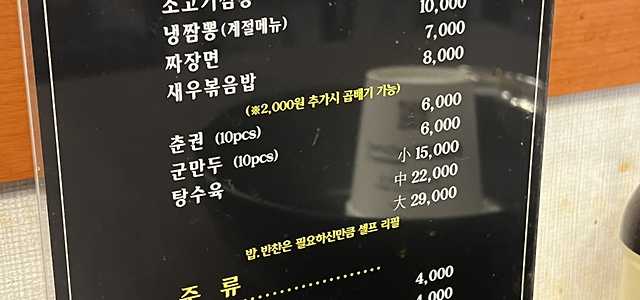 소고기짬뽕
냉짬뽕(계절메뉴) 10,000
짜장면 7,000
새우볶음밥 8,000
(※2,000원 추가시 곱빼기 가능)
춘권 (10pcs) 6,000
군만두 (10pcs) 6,000
탕수육 小 15,000
中 22,000
大 29,000
밥.반찬은 필요하신만큼 셀프 리필
주 류
4,000
4,000